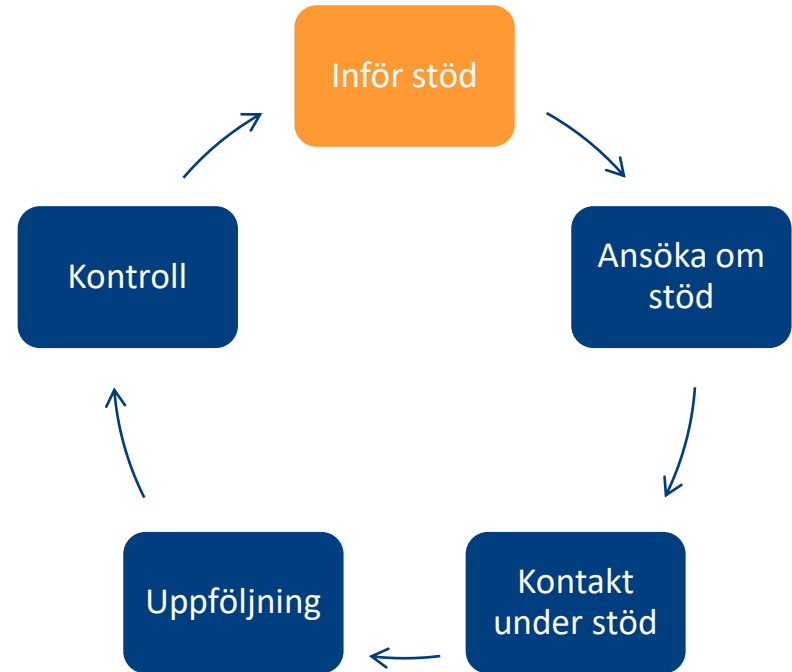 Inför stöd
Ansöka om
stöd
Kontakt
under stöd
Uppföljning
Kontroll